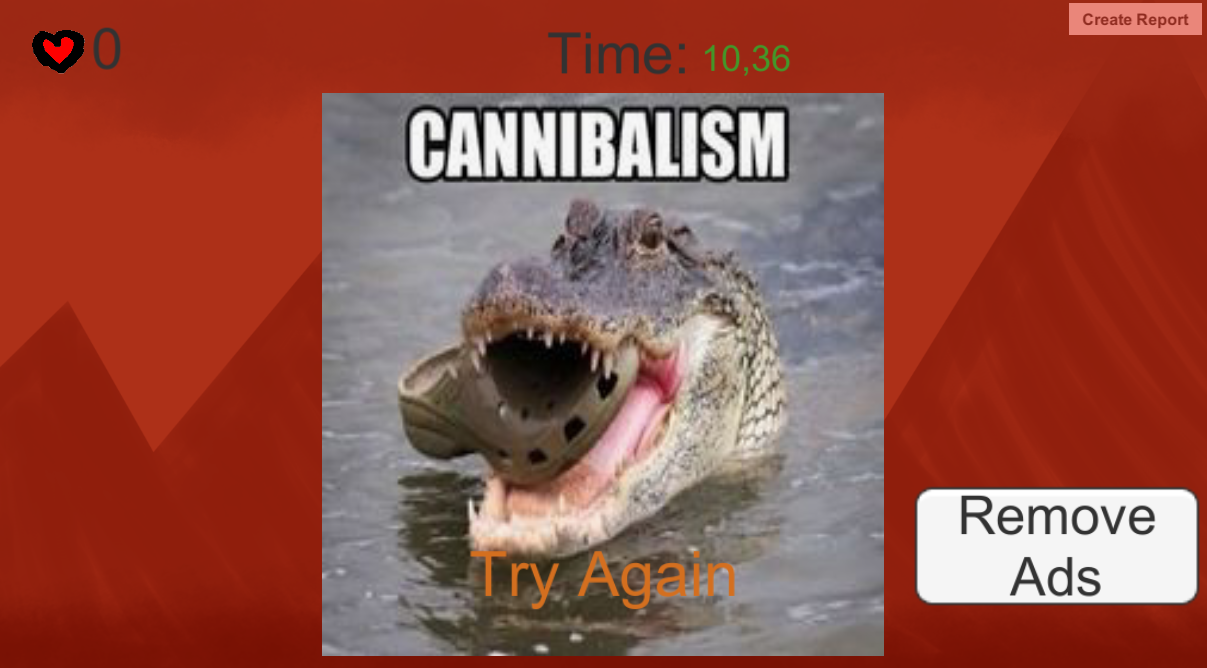 0
Time: 10,36
Create Report
CANNIBALISM
Try Again
Remove
Ads